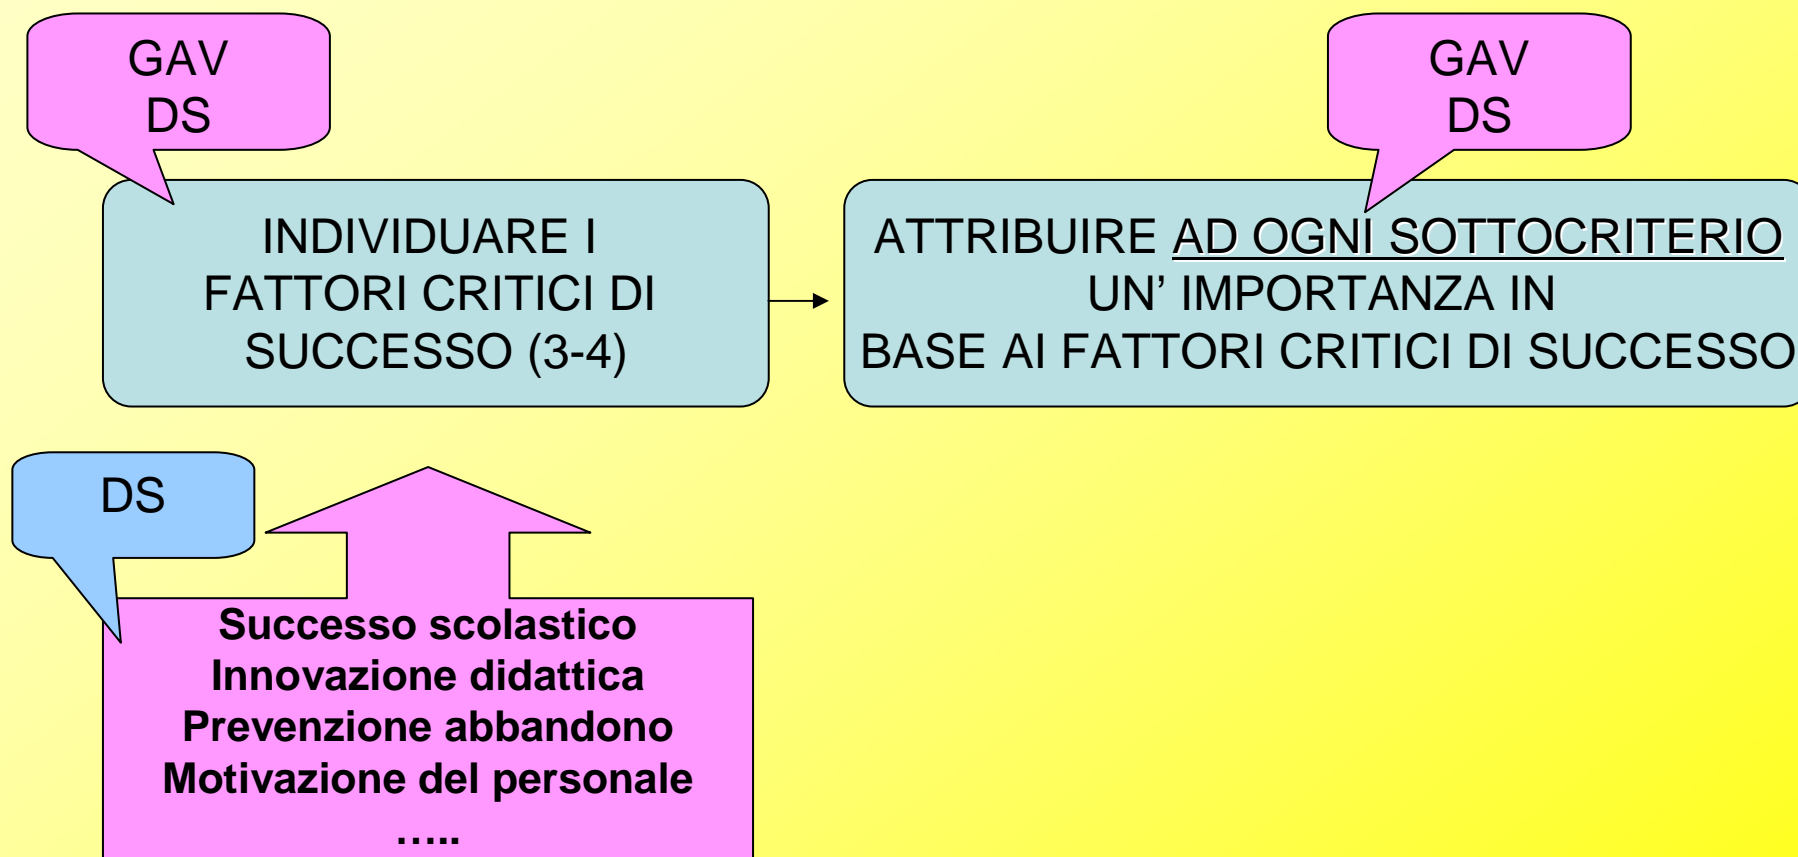 GAV
DS
GAV
DS
INDIVIDUARE I
FATTORI CRITICI DI
SUCCESSO (3-4)
ATTRIBUIRE AD OGNI SOTTOCRITERIO
UN’ IMPORTANZA IN
BASE AI FATTORI CRITICI DI SUCCESSO
DS
Successo scolastico
Innovazione didattica
Prevenzione abbandono
Motivazione del personale
…..